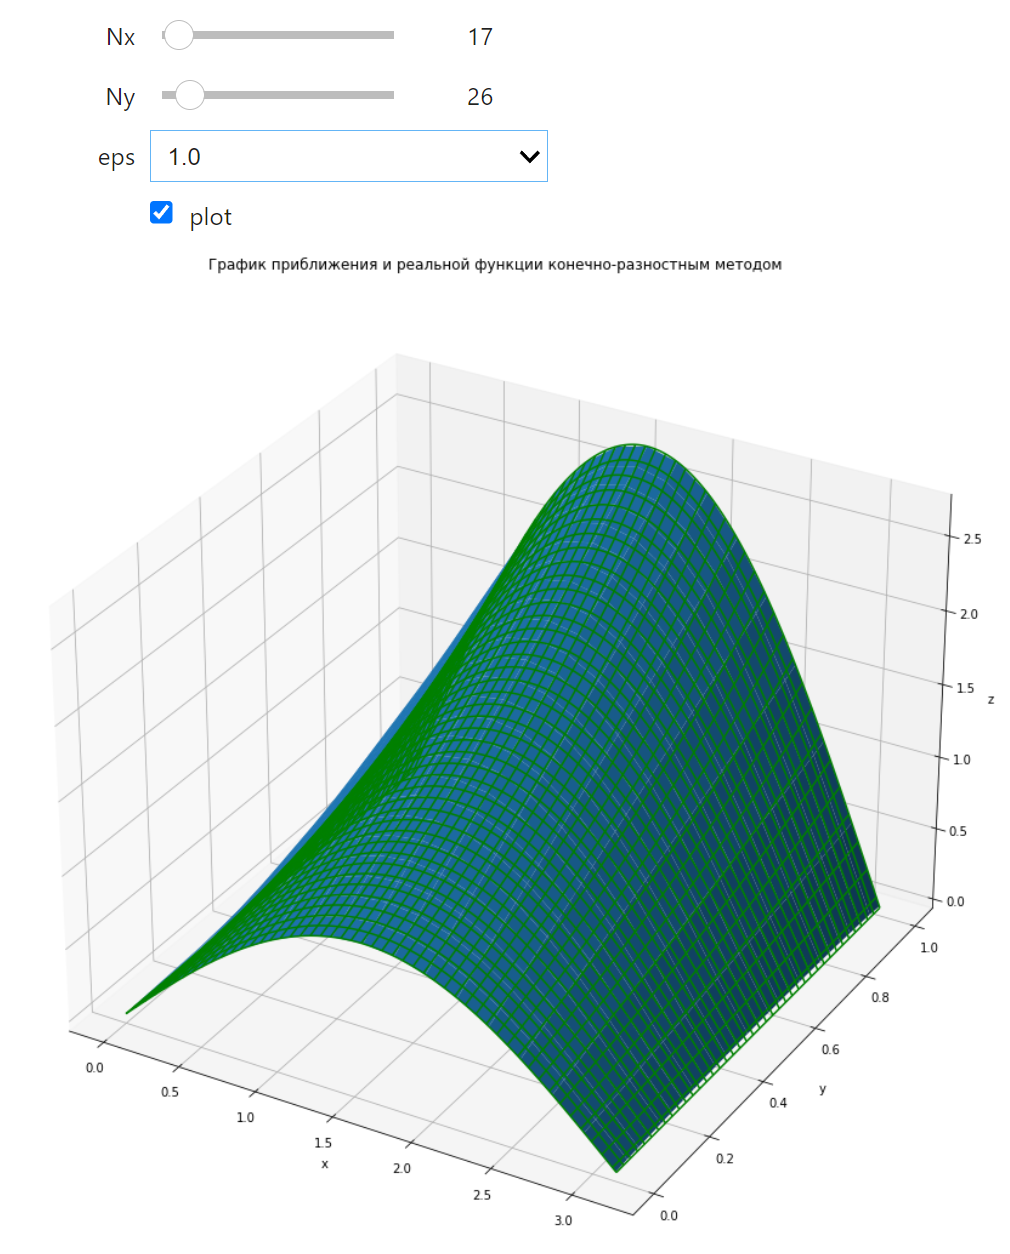 Nx 17
Ny 26
eps 1.0
plot
График приближения и реальной функции конечно-разностным методом
2.5
2.0
1.5
z
1.0
0.5
0.0
1.0
0.8
0.6
y
0.4
0.2
0.0
0.0
0.5
1.0
1.5
x
2.0
2.5
3.0